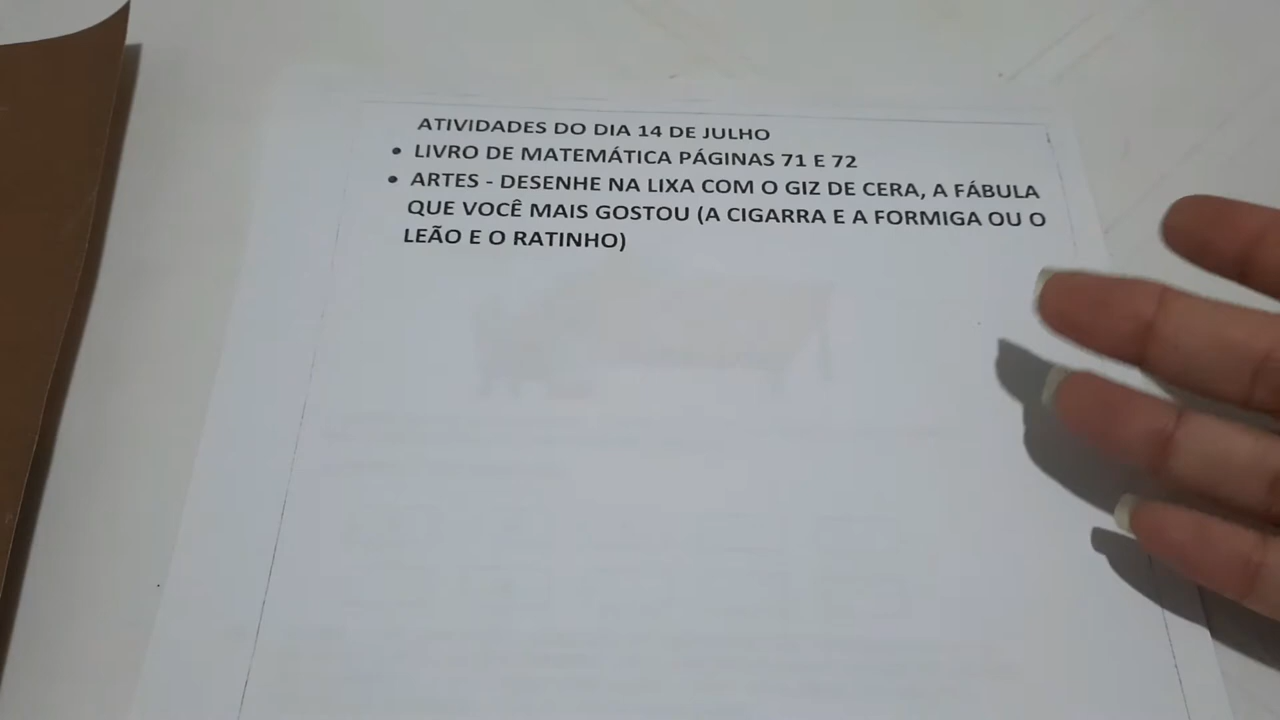 ATIVIDADES DO DIA 14 DE JULHO
• LIVRO DE MATEMÁTICA PÁGINAS 71 E 72
• ARTES - DESENHE NA LIXA COM O GIZ DE CERA, A FÁBULA
QUE VOCÊ MAIS GOSTOU (A CIGARRA E A FORMIGA OU O
LEÃO E O RATINHO)